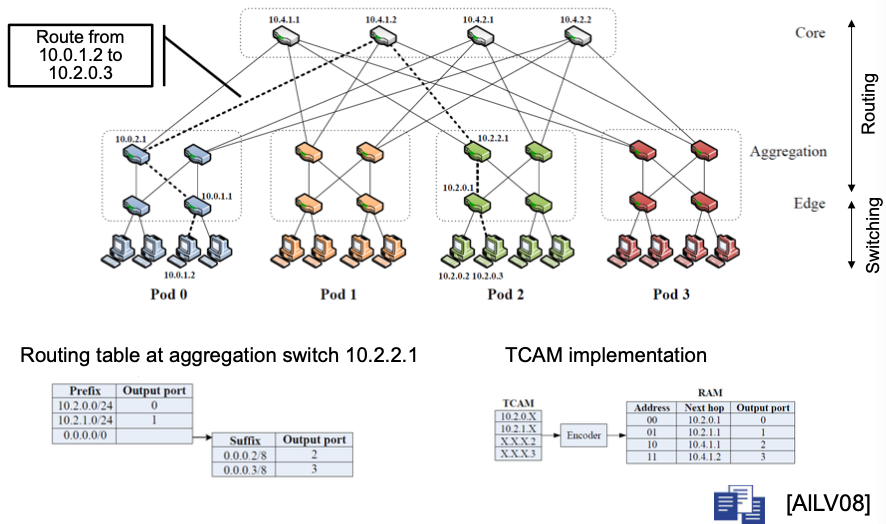 10.4.1.1
10.4.1.2
10.4.2.1
10.4.2.2
Core
Route from
10.0.1.2 to
10.2.0.3
Routing
10.0.2.1
10.2.2.1
Aggregation
10.0.1.1
10.2.0.1
Edge
Switching
10.0.1.2
10.2.0.2 10.2.0.3
Pod 0
Pod 1
Pod 2
Pod 3
Routing table at aggregation switch 10.2.2.1
Prefix Output port
10.2.0.0/24 0
10.2.1.0/24 1
0.0.0.0/0
Suffix Output port
0.0.0.2/8 2
0.0.0.3/8 3
TCAM implementation
TCAM
10.2.0.X
10.2.1.X
X.X.X.2
X.X.X.3
Encoder
RAM
Address Next hop Output port
00 10.2.0.1 0
01 10.2.1.1 1
10 10.4.1.1 2
11 10.4.1.2 3
[AILV08]